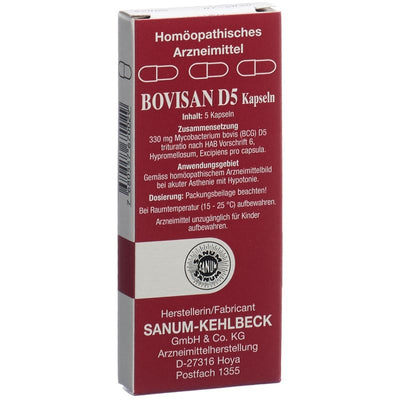 Homöopathisches
Arzneimittel
BOVISAN D5 Kapseln
Inhalt: 5 Kapseln
Zusammensetzung
330 mg Mycobacterium bovis (BCG) D5
trituratio nach HAB Vorschrift 6,
Hypromellosum, Excipiens pro capsula.
Anwendungsgebiet
Gemäss homöopathischem Arzneimittelbild
bei akuter Asthenie mit Hypotonie.
Dosierung: Packungsbeilage beachten!
Bei Raumtemperatur (15 - 25 °C) aufbewahren.
Arzneimittel unzugänglich für Kinder
aufbewahren.
SANUM
SANUM
SANUM
Herstellerin/Fabricant
SANUM-KEHLBECK
GmbH & Co. KG
Arzneimittelherstellung
D-27316 Hoya
Postfach 1355